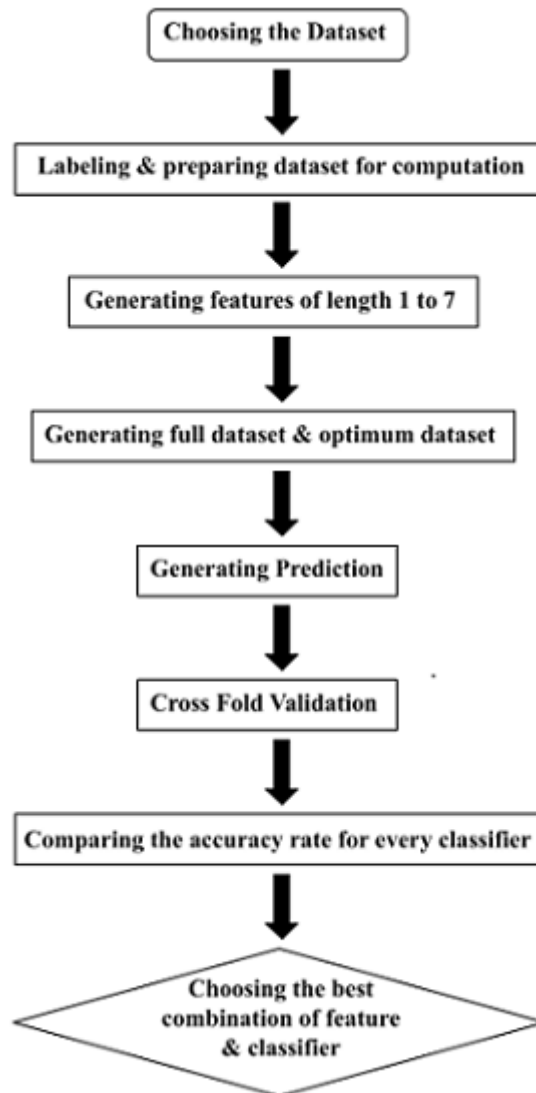 Choosing the Dataset
Labeling & preparing dataset for computation
Generating features of length 1 to 7
Generating full dataset & optimum dataset
Generating Prediction
Cross Fold Validation
Comparing the accuracy rate for every classifier
Choosing the best
combination of feature
& classifier